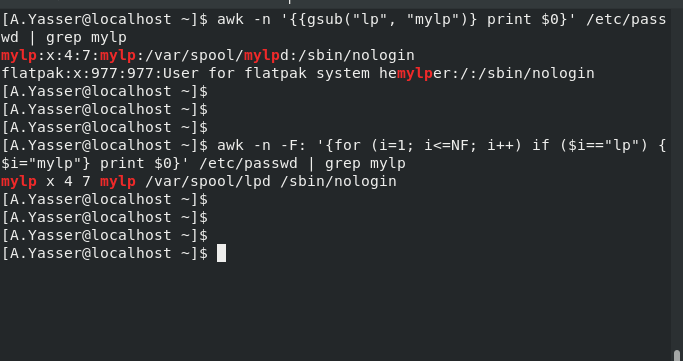 [A.Yasser@localhost ~]$ awk -n '{{gsub("lp", "mylp")} print $0}' /etc/pass
wd | grep mylp
mylp:x:4:7:mylp:/var/spool/mylpd:/sbin/nologin
flatpak:x:977:977:User for flatpak system hemylper:/:/sbin/nologin
[A.Yasser@localhost ~]$
[A.Yasser@localhost ~]$
[A.Yasser@localhost ~]$
[A.Yasser@localhost ~]$ awk -n -F: '{for (i=1; i<=NF; i++) if ($i=="lp") {
$i="mylp"} print $0}' /etc/passwd | grep mylp
mylp x 4 7 mylp /var/spool/lpd /sbin/nologin
[A.Yasser@localhost ~]$
[A.Yasser@localhost ~]$
[A.Yasser@localhost ~]$
[A.Yasser@localhost ~]$